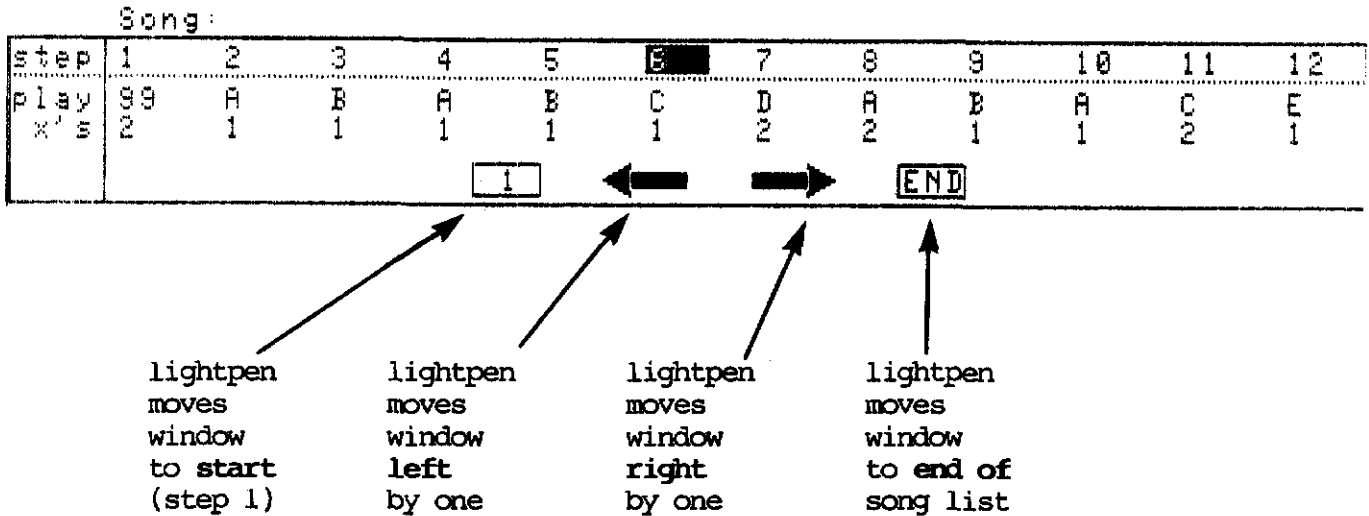 Song:
step 1 2 3 4 5 6 7 8 9 10 11 12
play 99 A B A B C D A B A C E
x's 2 1 1 1 1 1 2 2 1 1 2 1
1 END
lightpen lightpen lightpen lightpen
moves moves moves moves
window window window window
to start left right to end of
(step 1) by one by one song list